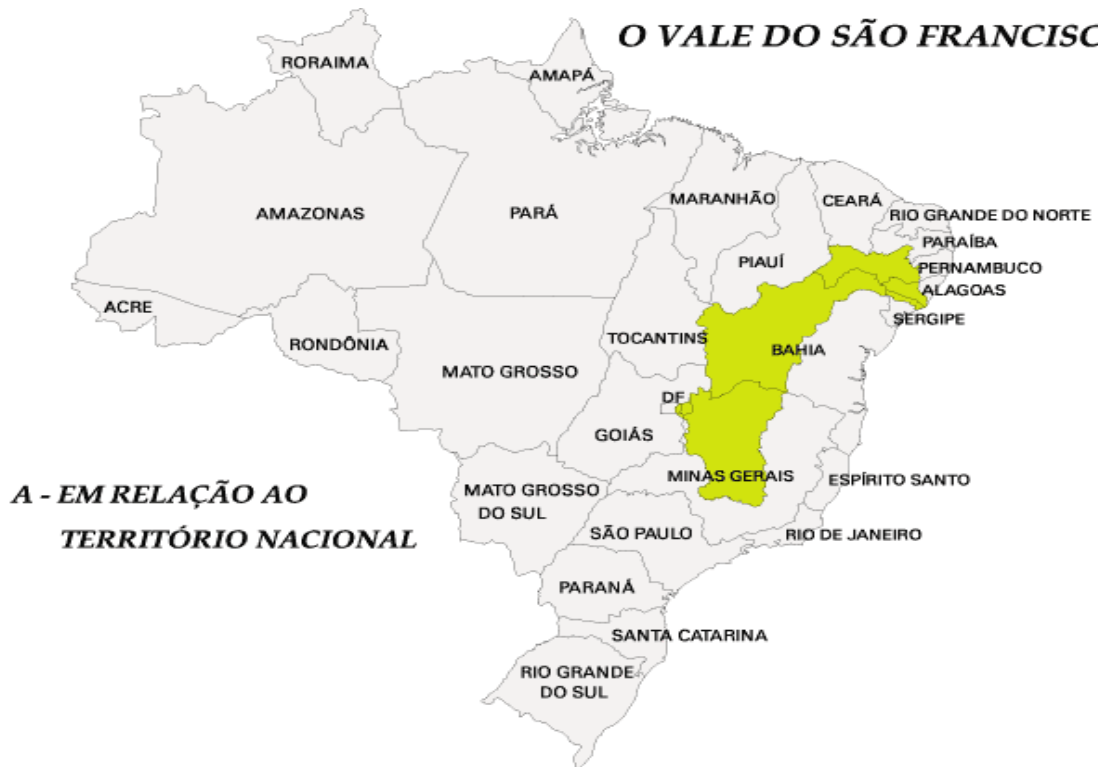 O VALE DO SÃO FRANCISC
RORAIMA
AMAPÁ
AMAZONAS
PARÁ
MARANHÃO
CEARÁ
RIO GRANDE DO NORTE
PARAÍBA
PIAUÍ
PERNAMBUCO
ALAGOAS
SERGIPE
ACRE
RONDÔNIA
TOCANTINS
BAHIA
MATO GROSSO
DF
GOIÁS
MINAS GERAIS
ESPÍRITO SANTO
A - EM RELAÇÃO AO
TERRITÓRIO NACIONAL
MATO GROSSO
DO SUL
SÃO PAULO
RIO DE JANEIRO
PARANÁ
SANTA CATARINA
RIO GRANDE
DO SUL